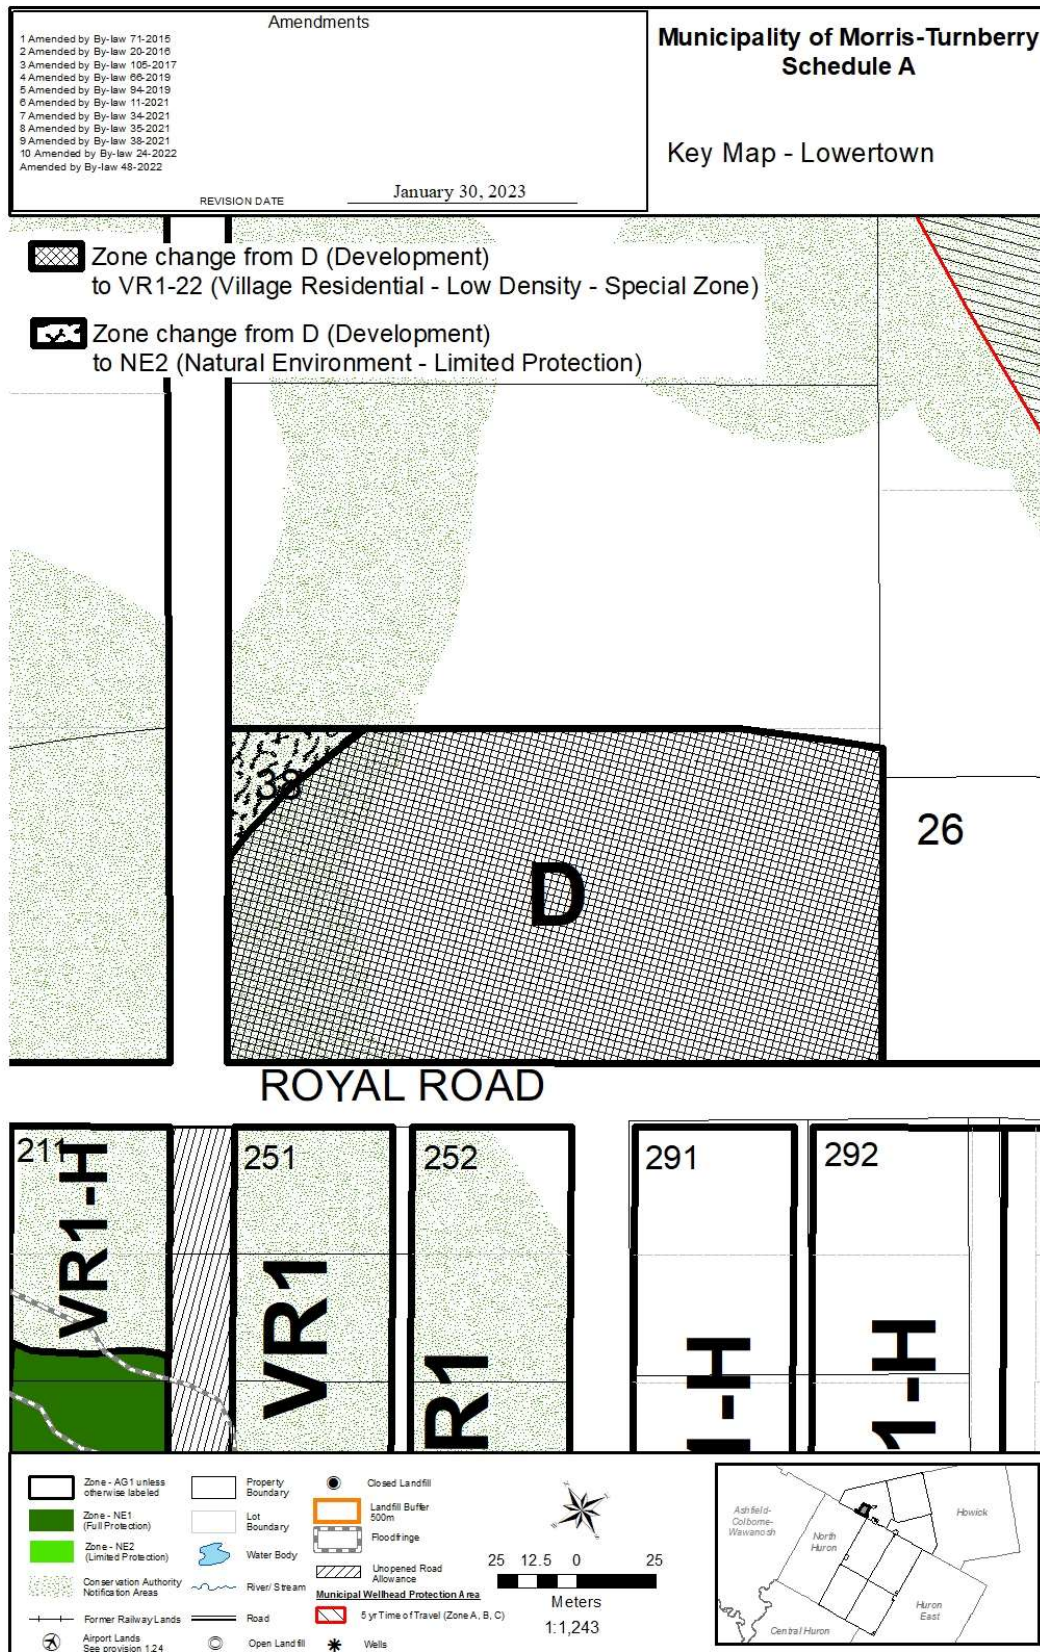 Amendments
1 Amended by By-law 71-2015
2 Amended by By-law 20-2016
3 Amended by By-law 105-2017
4 Amended by By-law 66-2019
5 Amended by By-law 94-2019
6 Amended by By-law 11-2021
7 Amended by By-law 34-2021
8 Amended by By-law 35-2021
9 Amended by By-law 38-2021
10 Amended by By-law 24-2022
Amended by By-law 48-2022
REVISION DATE January 30, 2023
Municipality of Morris-Turnberry
Schedule A
Key Map - Lowertown
Zone change from D (Development)
to VR1-22 (Village Residential - Low Density - Special Zone)
Zone change from D (Development)
to NE2 (Natural Environment - Limited Protection)
38
D
26
ROYAL ROAD
211
VR1-H
251
VR1
252
R1
291
1-H
292
1-H
Zone - AG1 unless
otherwise labeled
Zone - NE1
(Full Protection)
Zone - NE2
(Limited Protection)
Conservation Authority
Notification Areas
Former Railway Lands
Airport Lands
See provision 1.24
Property
Boundary
Lot
Boundary
Water Body
River/ Stream
Road
Open Landfill
Closed Landfill
Landfill Buffer
500m
Floodfringe
Unopened Road
Allowance
Municipal Wellhead Protection Area
5 yr Time of Travel (Zone A, B, C)
Wells
25 12.5 0 25
Meters
1:1,243
Ashfield-
Colborne-
Wawanosh
North
Huron
Howick
Huron
East
Central Huron